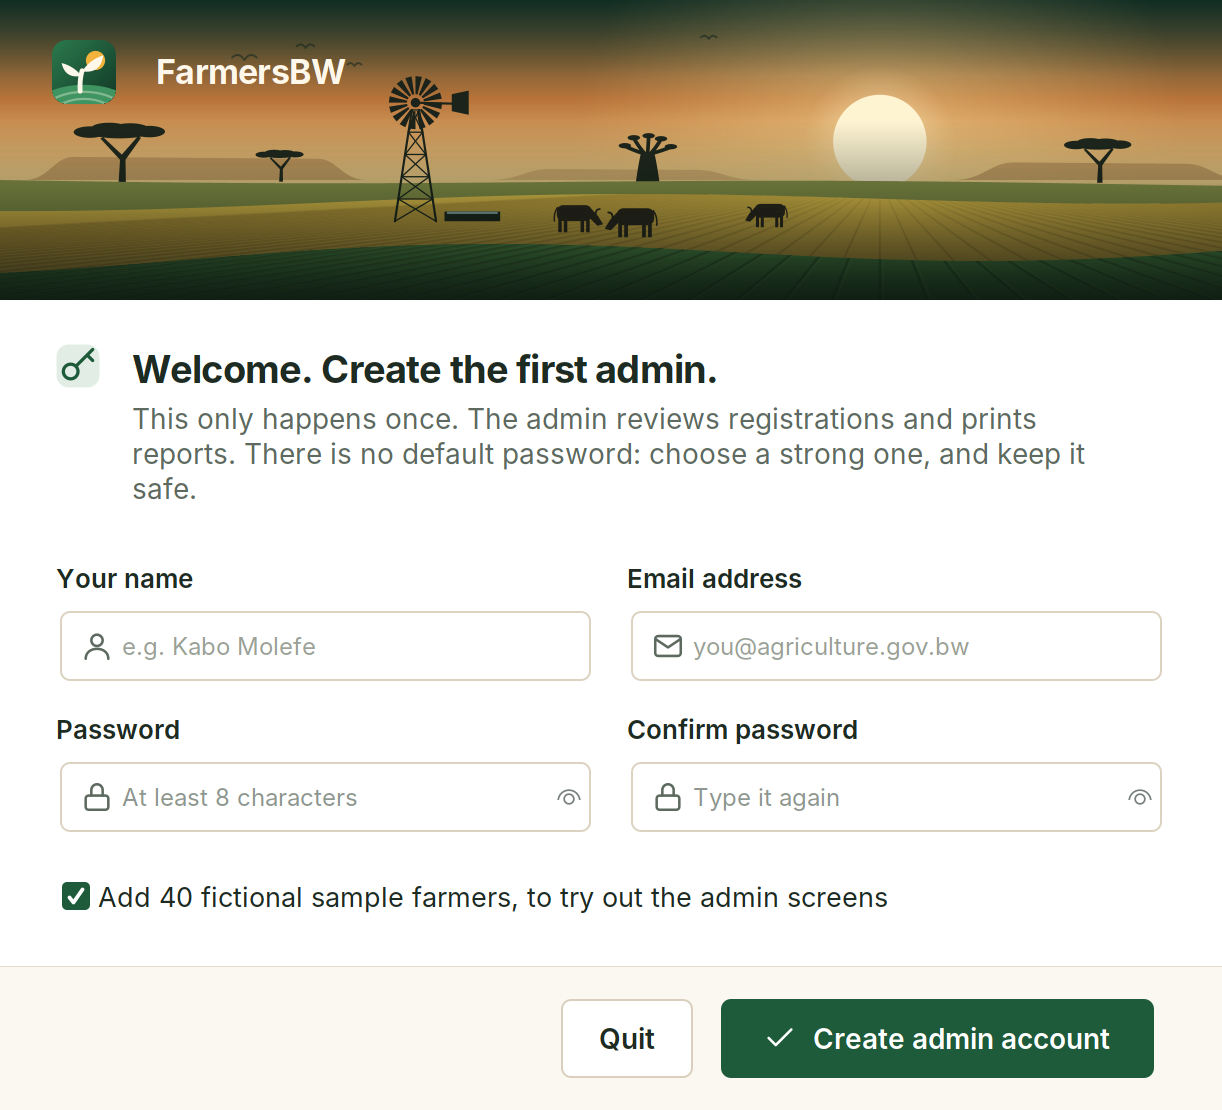 FarmersBW
Welcome. Create the first admin.
This only happens once. The admin reviews registrations and prints
reports. There is no default password: choose a strong one, and keep it
safe.
Your name
Email address
e.g. Kabo Molefe
you@agriculture.gov.bw
Password
Confirm password
At least 8 characters
Type it again
Add 40 fictional sample farmers, to try out the admin screens
Quit
Create admin account